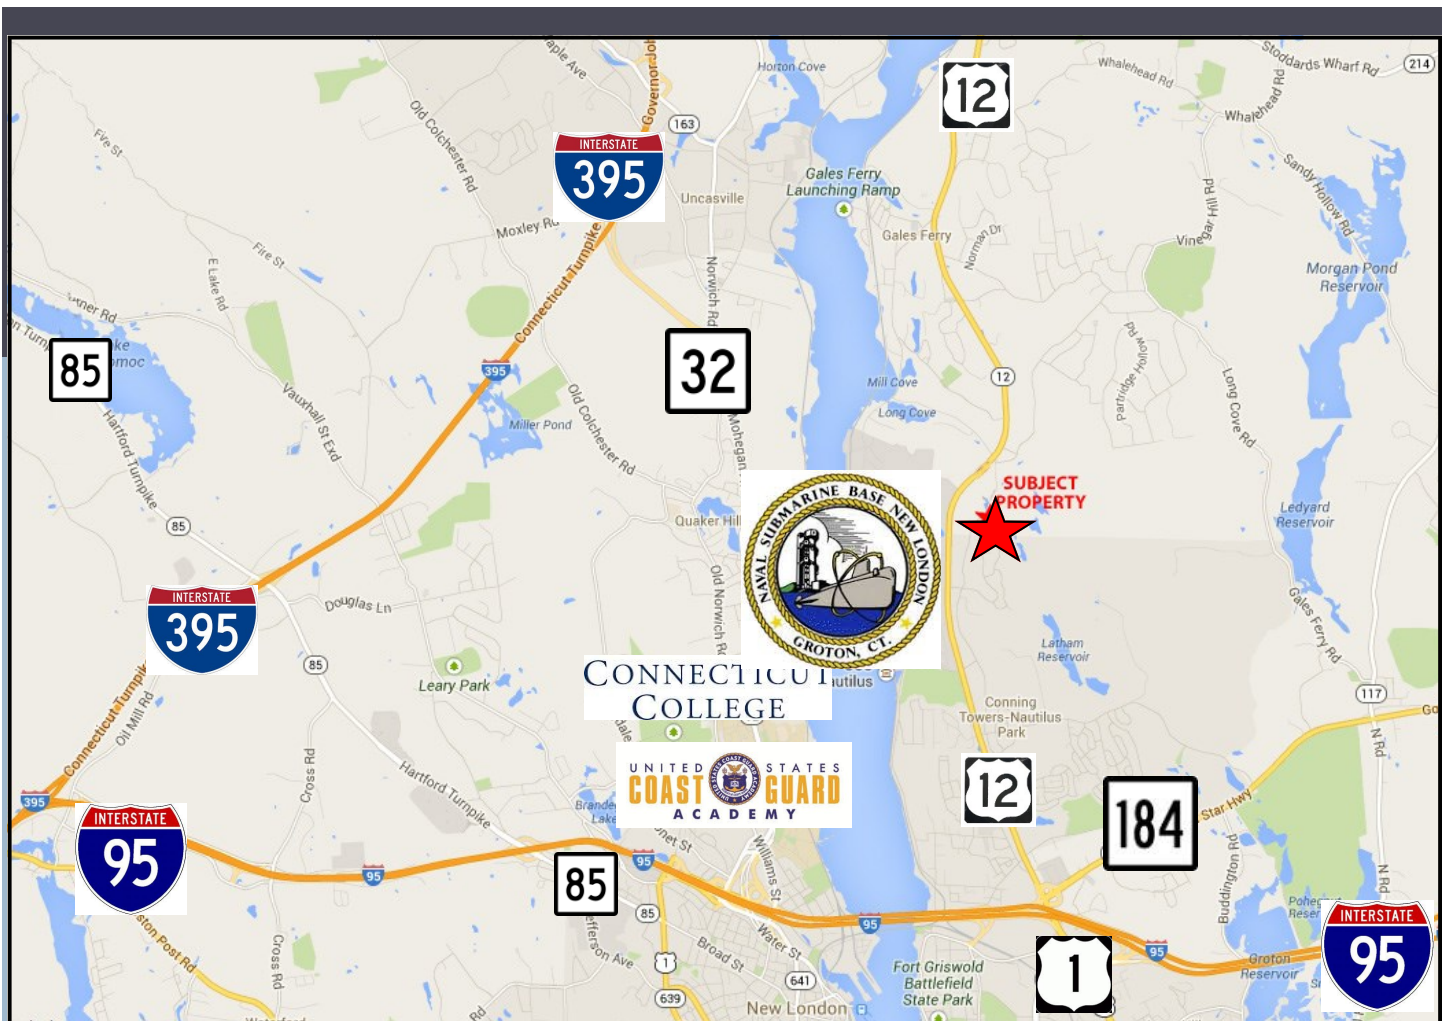 Stoddards Wharf Rd
214
Whalehead Rd
Whalehead Rd
Horton Cove
12
Governor
163
Old Colchester Rd
Fire St
INTERSTATE
395
Gales Ferry
Launching Ramp
Uncasville
Sandy Hollow Rd
Vinegar Hill Rd
Moxley Rd
Gales Ferry
Norman Dr
Fire St
E Lake Rd
Connecticut Turnpike
Norwich Rd
Morgan Pond
Reservoir
85
32
395
12
Mill Cove
Long Cove
Partridge Hollow Rd
Long Cove Rd
Vauxhall St Exd
Miller Pond
Old Colchester Rd
Mohegan
Hartford Turnpike
85
SUBJECT
PROPERTY
NAVAL SUBMARINE BASE NEW LONDON
GROTON, CT.
Quaker Hill
Ledyard
Reservoir
INTERSTATE
395
Douglas Ln
Old Norwich Rd
Gales Ferry Rd
Latham
Reservoir
85
Leary Park
CONNECTICUT
COLLEGE
117
Conning
Towers-Nautilus
Park
Connecticut Turnpik
Oil Mill Rd
N Rd
Cross Rd
Hartford Turnpike
UNITED STATES
COAST GUARD
ACADEMY
12
184
Star Hwy
395
INTERSTATE
95
95
85
95
Williams St
Buddington Rd
N Rd
85
95
1
95
INTERSTATE
95
Water St
Broad St
Cross Rd
1
641
639
Fort Griswold
Battlefield
State Park
Groton
Reservoir
New London
Rd